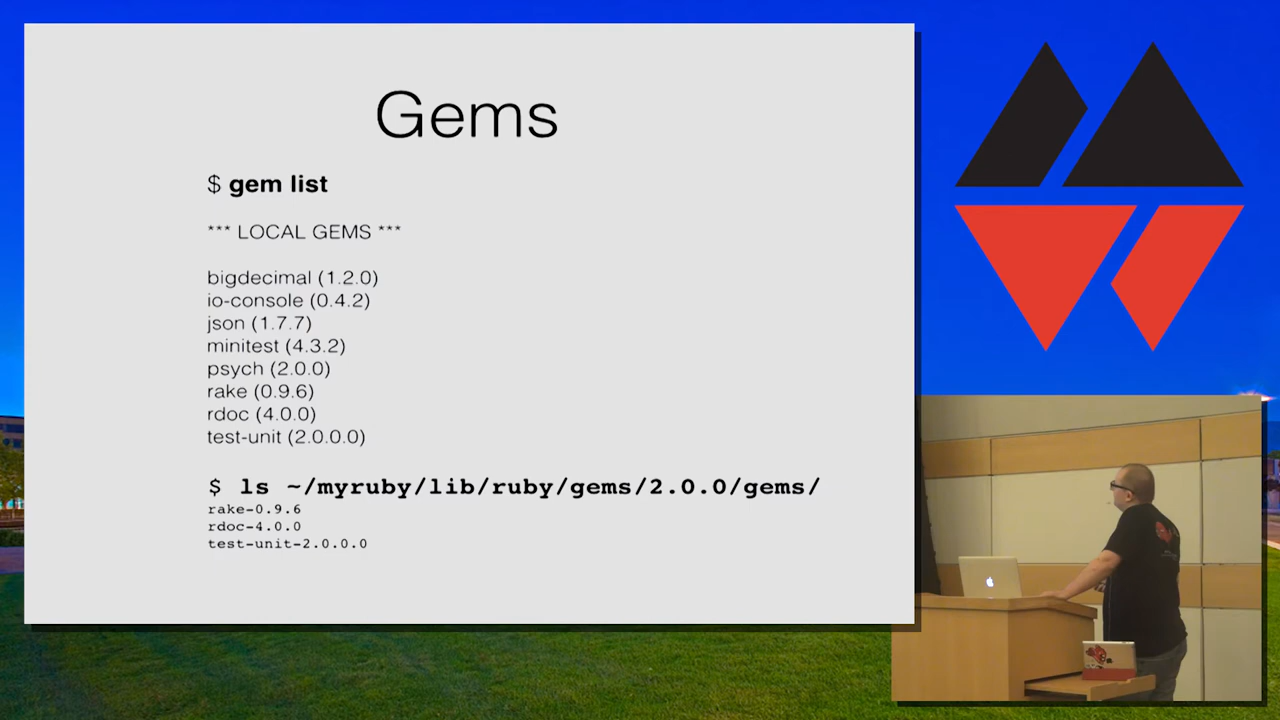 Gems
$ gem list
*** LOCAL GEMS ***
bigdecimal (1.2.0)
io-console (0.4.2)
json (1.7.7)
minitest (4.3.2)
psych (2.0.0)
rake (0.9.6)
rdoc (4.0.0)
test-unit (2.0.0.0)
$ ls ~/myruby/lib/ruby/gems/2.0.0/gems/
rake-0.9.6
rdoc-4.0.0
test-unit-2.0.0.0